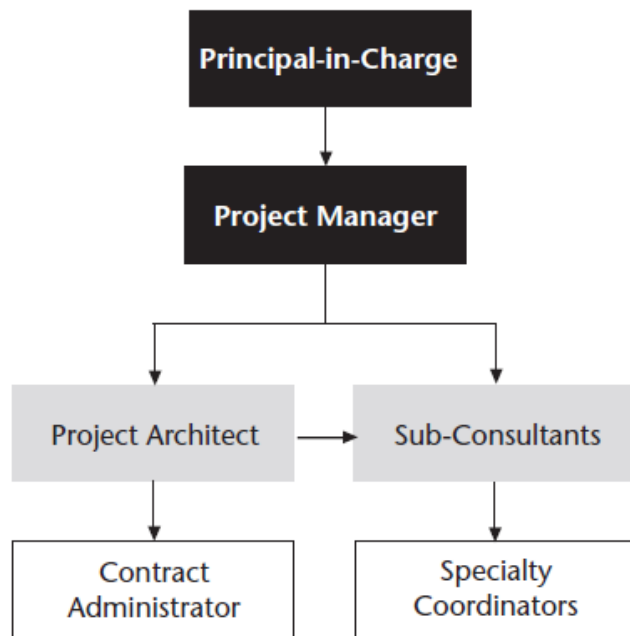 Principal-in-Charge
Project Manager
Project Architect
Sub-Consultants
Contract
Administrator
Specialty
Coordinators